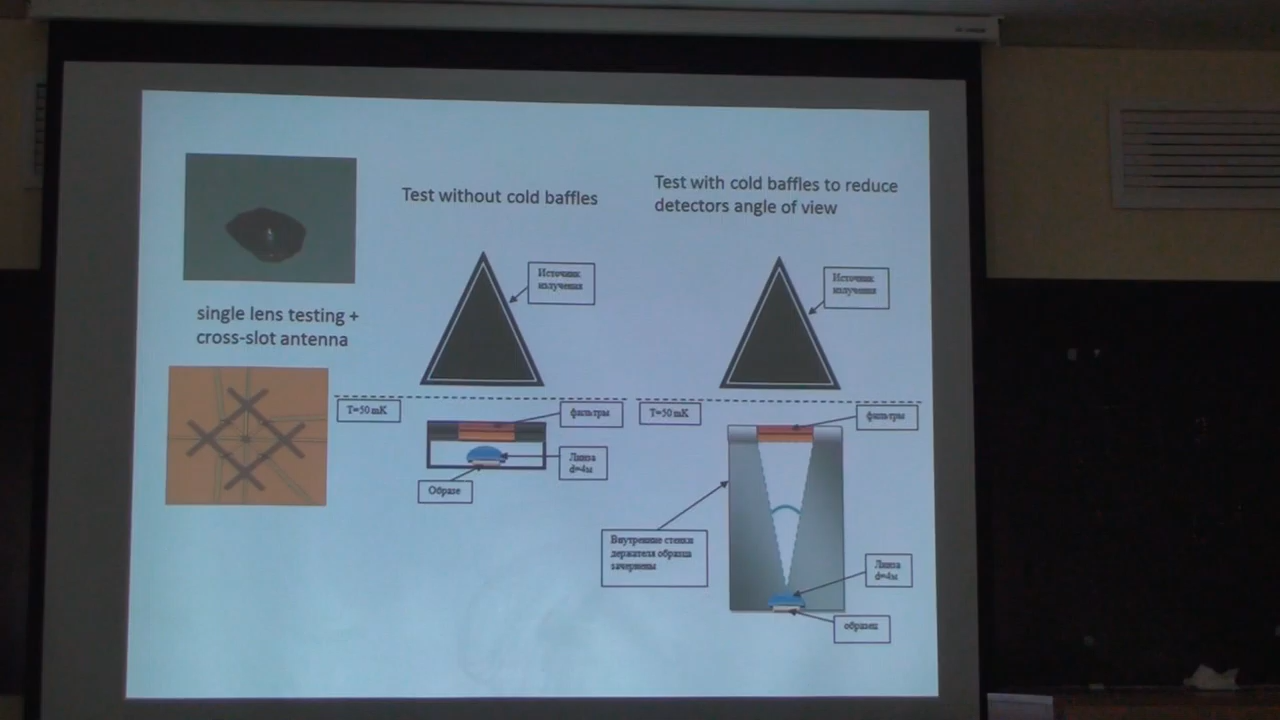 Test without cold baffles
Test with cold baffles to reduce
detectors angle of view
single lens testing +
cross-slot antenna
Источник
излучения
T=50 mK
фильтры
Линза
d=4м
Образе
Источник
излучения
T=50 mK
фильтры
Внутренние стенки
держателя образца
зачернены
Линза
d=4м
образец